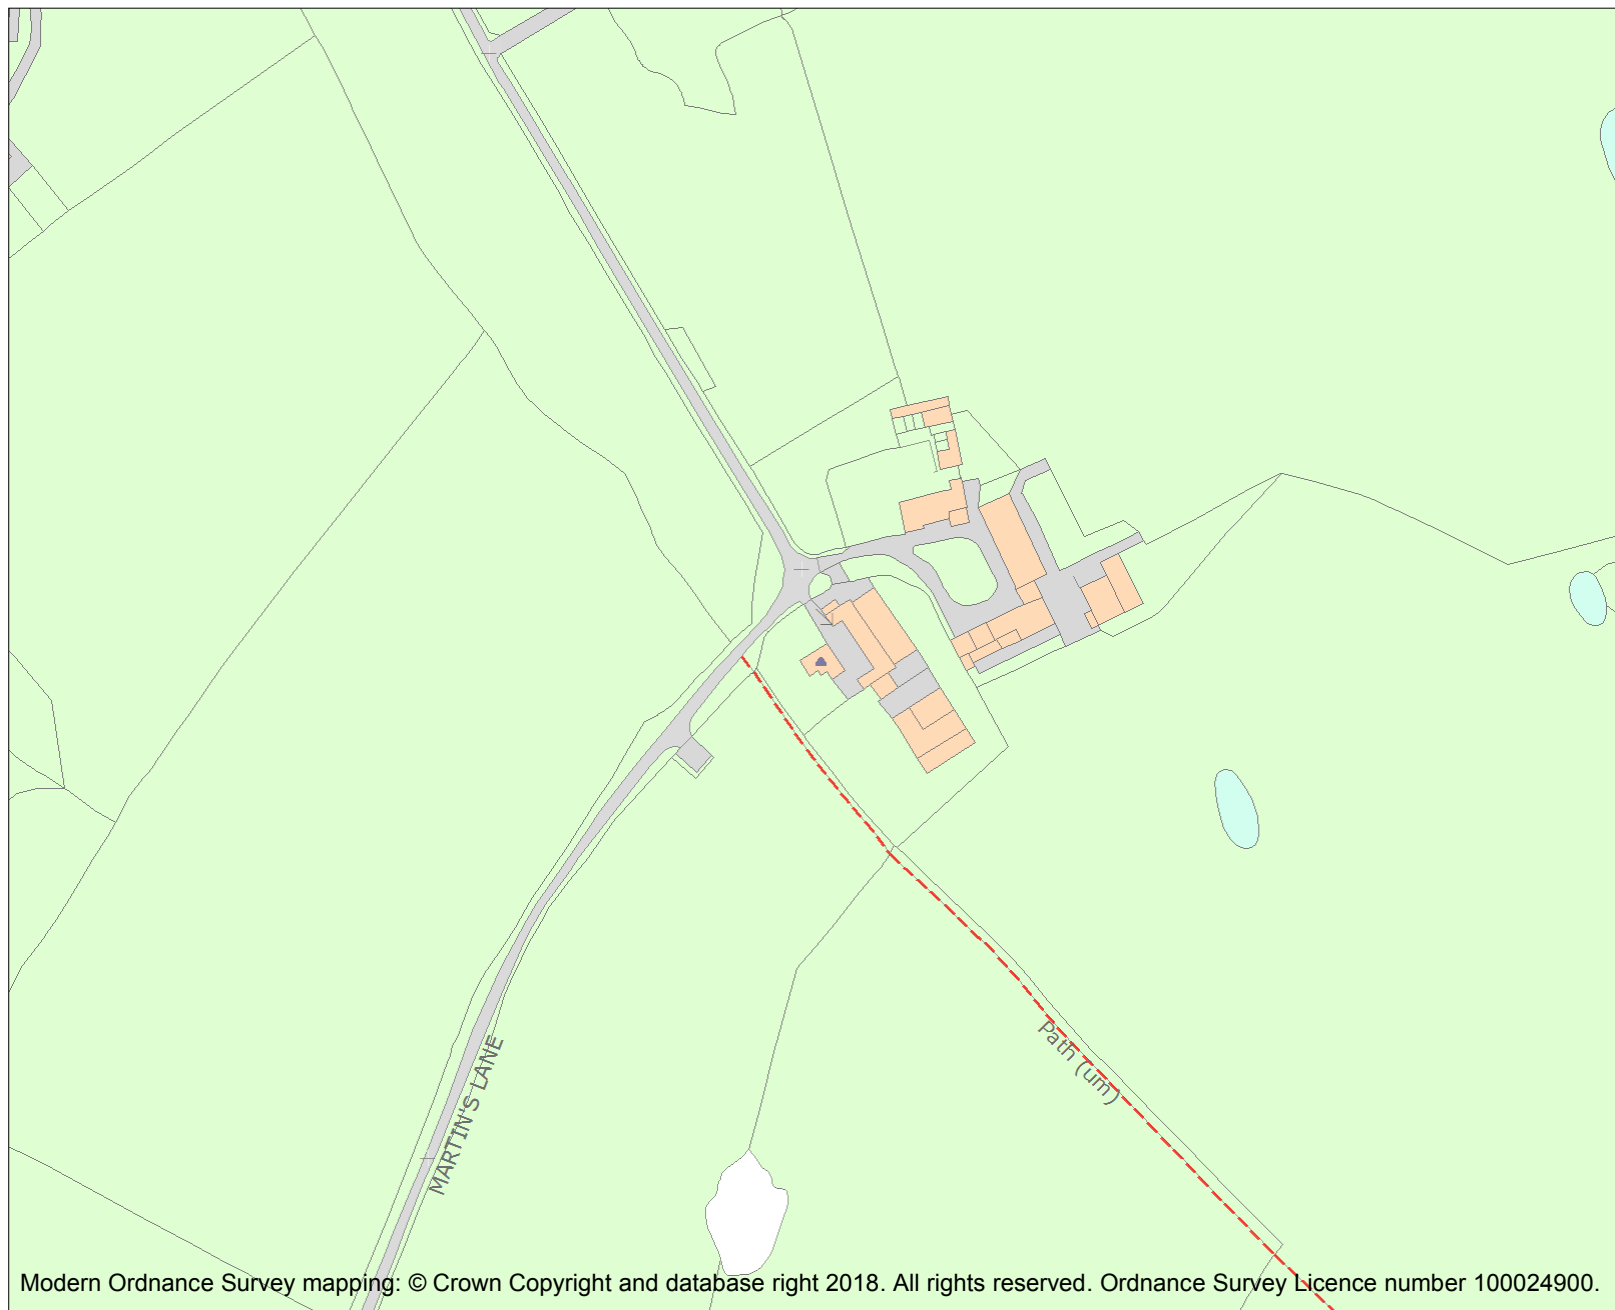 Path (um)
MARTIN'S LANE
Modern Ordnance Survey mapping: © Crown Copyright and database right 2018. All rights reserved. Ordnance Survey Licence number 100024900.